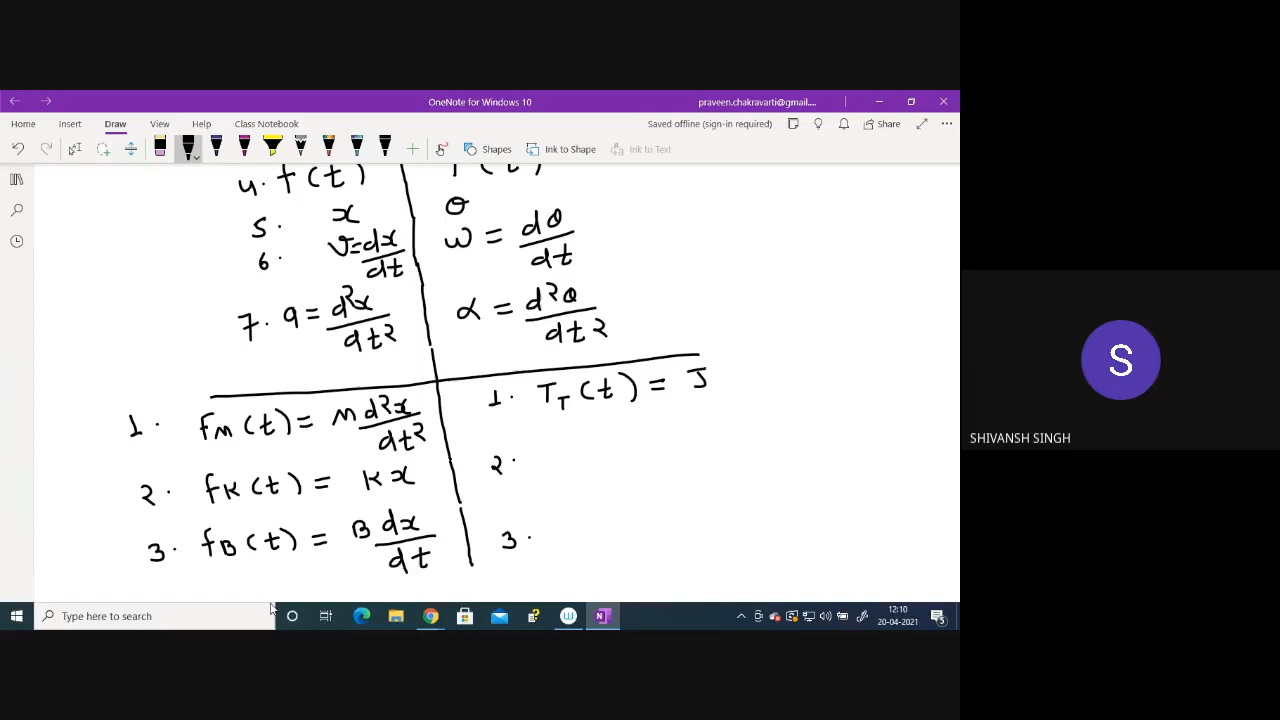 OneNote for Windows 10
praveen.chakravarti@gmail....
Home Insert Draw View Help Class Notebook
Saved offline (sign-in required)
Share
Shapes Ink to Shape Ink to Text
4. f(t)
5. x θ
6. v = dx/dt ω = dθ/dt
7. a = d²x/dt² α = d²θ/dt²
1. fM(t) = M d²x/dt² 1. TT(t) = J
2. fK(t) = Kx 2.
3. fB(t) = B dx/dt 3.
S
SHIVANSH SINGH
Type here to search
12:10
20-04-2021
5